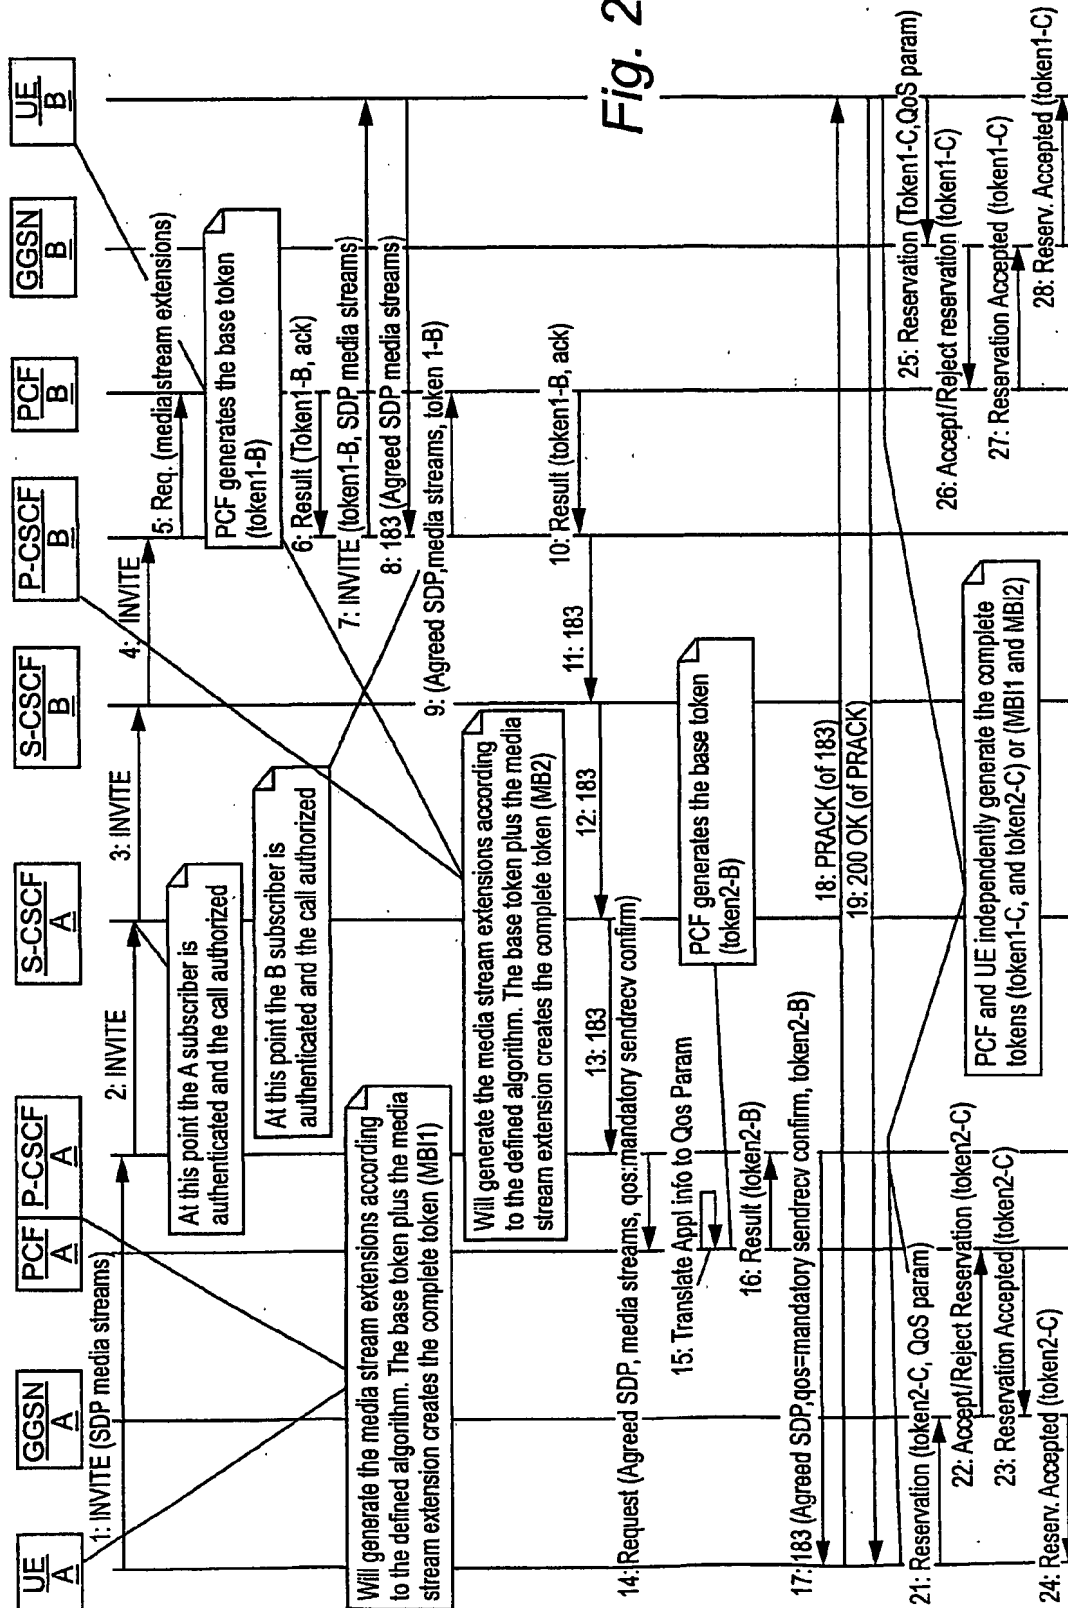 UE
A
GGSN
A
PCF
A
P-CSCF
A
S-CSCF
A
S-CSCF
B
P-CSCF
B
PCF
B
GGSN
B
UE
B
1: INVITE (SDP media streams)
2: INVITE
3: INVITE
4: INVITE
5: Req. (media stream extensions)
At this point the A subscriber is
authenticated and the call authorized
PCF generates the base token
(token1-B)
At this point the B subscriber is
authenticated and the call authorized
6: Result (Token1-B, ack)
7: INVITE (token1-B, SDP media streams)
8: 183 (Agreed SDP media streams)
9: (Agreed SDP,media streams, token 1-B)
Will generate the media stream extensions according
to the defined algorithm. The base token plus the media
stream extension creates the complete token (MBI1)
Will generate the media stream extensions according
to the defined algorithm. The base token plus the media
stream extension creates the complete token (MB2)
10: Result (token1-B, ack)
11: 183
12: 183
13: 183
14:Request (Agreed SDP, media streams, qos:mandatory sendrecv confirm)
15: Translate Appl info to Qos Param
PCF generates the base token
(token2-B)
16: Result (token2-B)
17:183 (Agreed SDP,qos=mandatory sendrecv confirm, token2-B)
18: PRACK (of 183)
19: 200 OK (of PRACK)
PCF and UE independently generate the complete
tokens (token1-C, and token2-C) or (MBI1 and MBI2)
21: Reservation (token2-C, QoS param)
22: Accept/Reject Reservation (token2-C)
23: Reservation Accepted (token2-C)
24: Reserv. Accepted (token2-C)
25: Reservation (Token1-C,QoS param)
26: Accept/Reject reservation (token1-C)
27: Reservation Accepted (token1-C)
28: Reserv. Accepted (token1-C)
Fig. 2